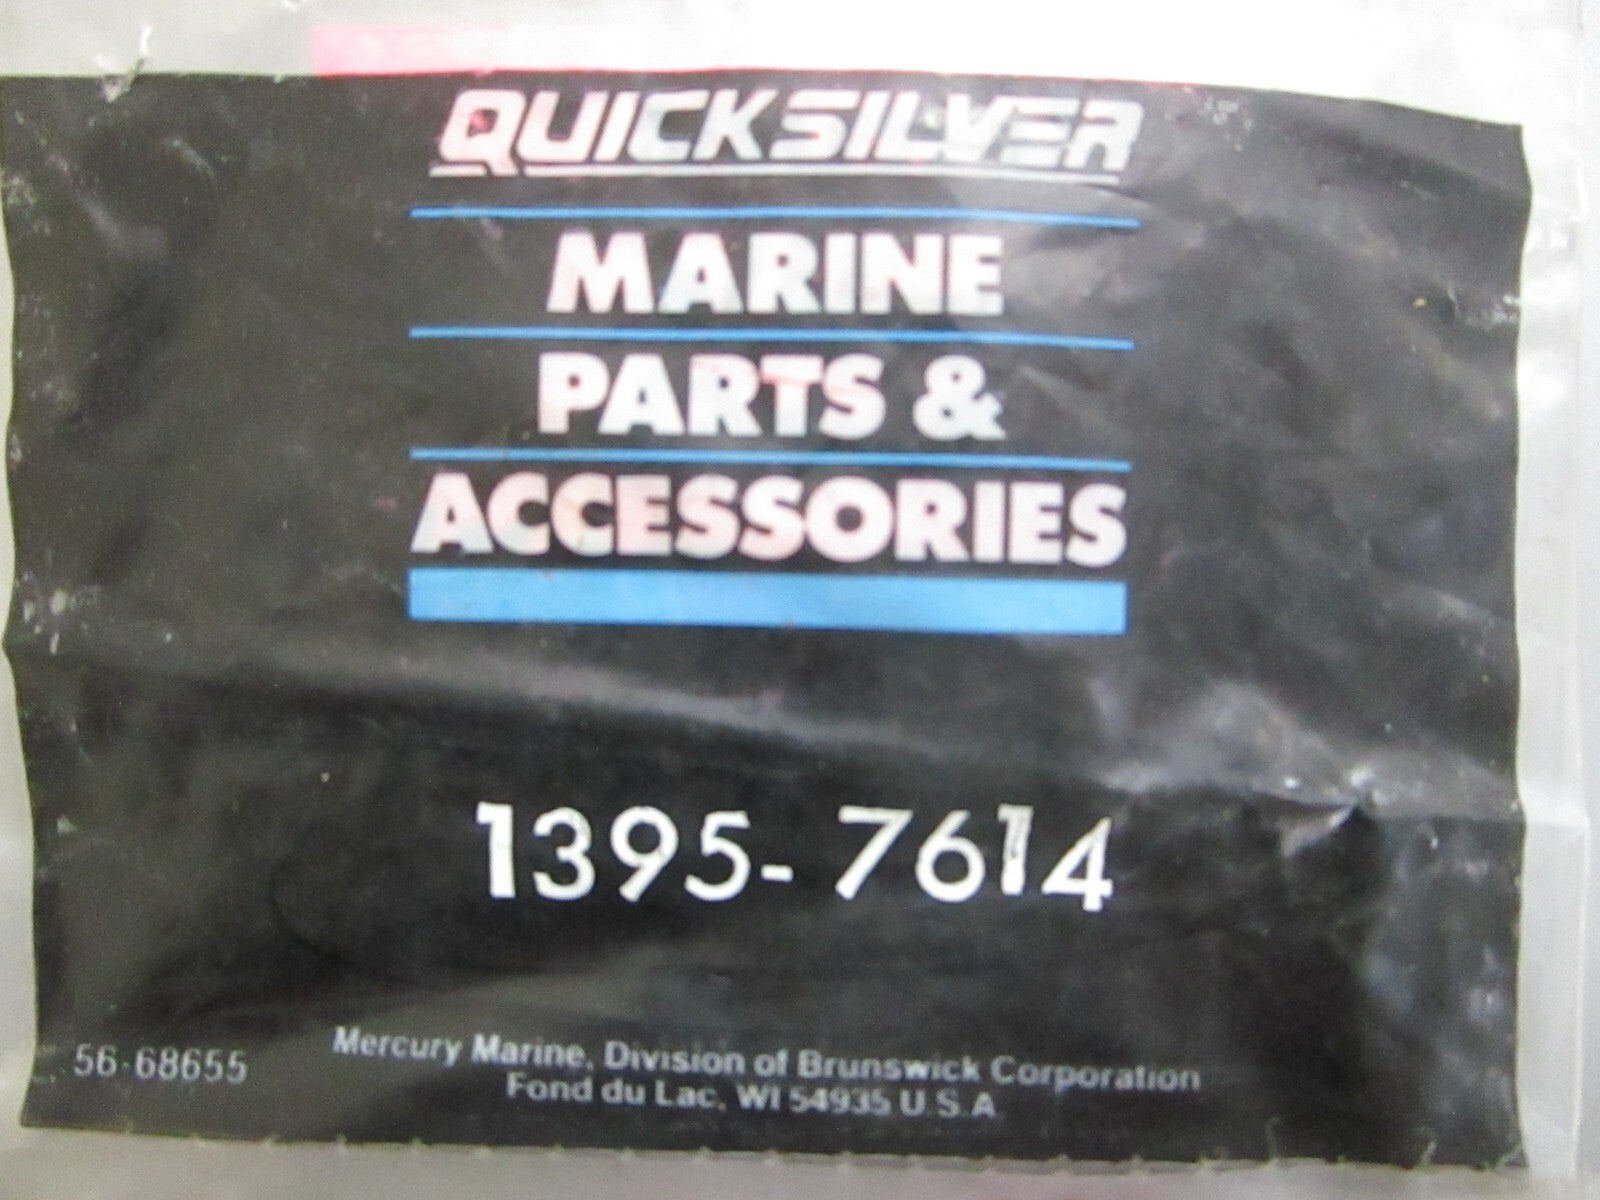 QUICKSILVER
MARINE
PARTS &
ACCESSORIES
1395-7614
56-68655
Mercury Marine, Division of Brunswick Corporation
Fond du Lac, WI 54935 U.S.A